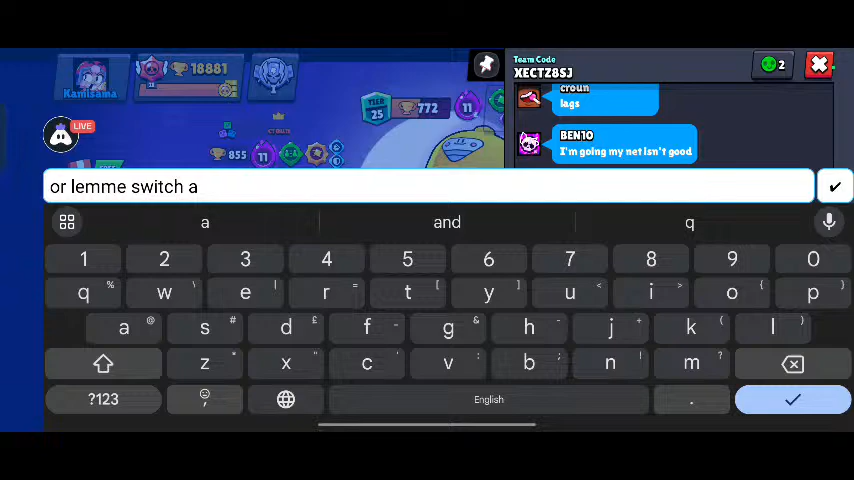 Team Code
XECTZ8SJ
2
18881
Kamisama
LIVE
TIER
25
772
11
855
11
croun
lags
BEN10
I'm going my net isn't good
or lemme switch a
a and q
1 2 3 4 5 6 7 8 9 0
q % w \ e | r = t [ y ] u < i > o { p }
a @ s # d £ f - g & h - j + k ( l )
z * x " c ' v : b ; n ! m ? 
?123 , English .